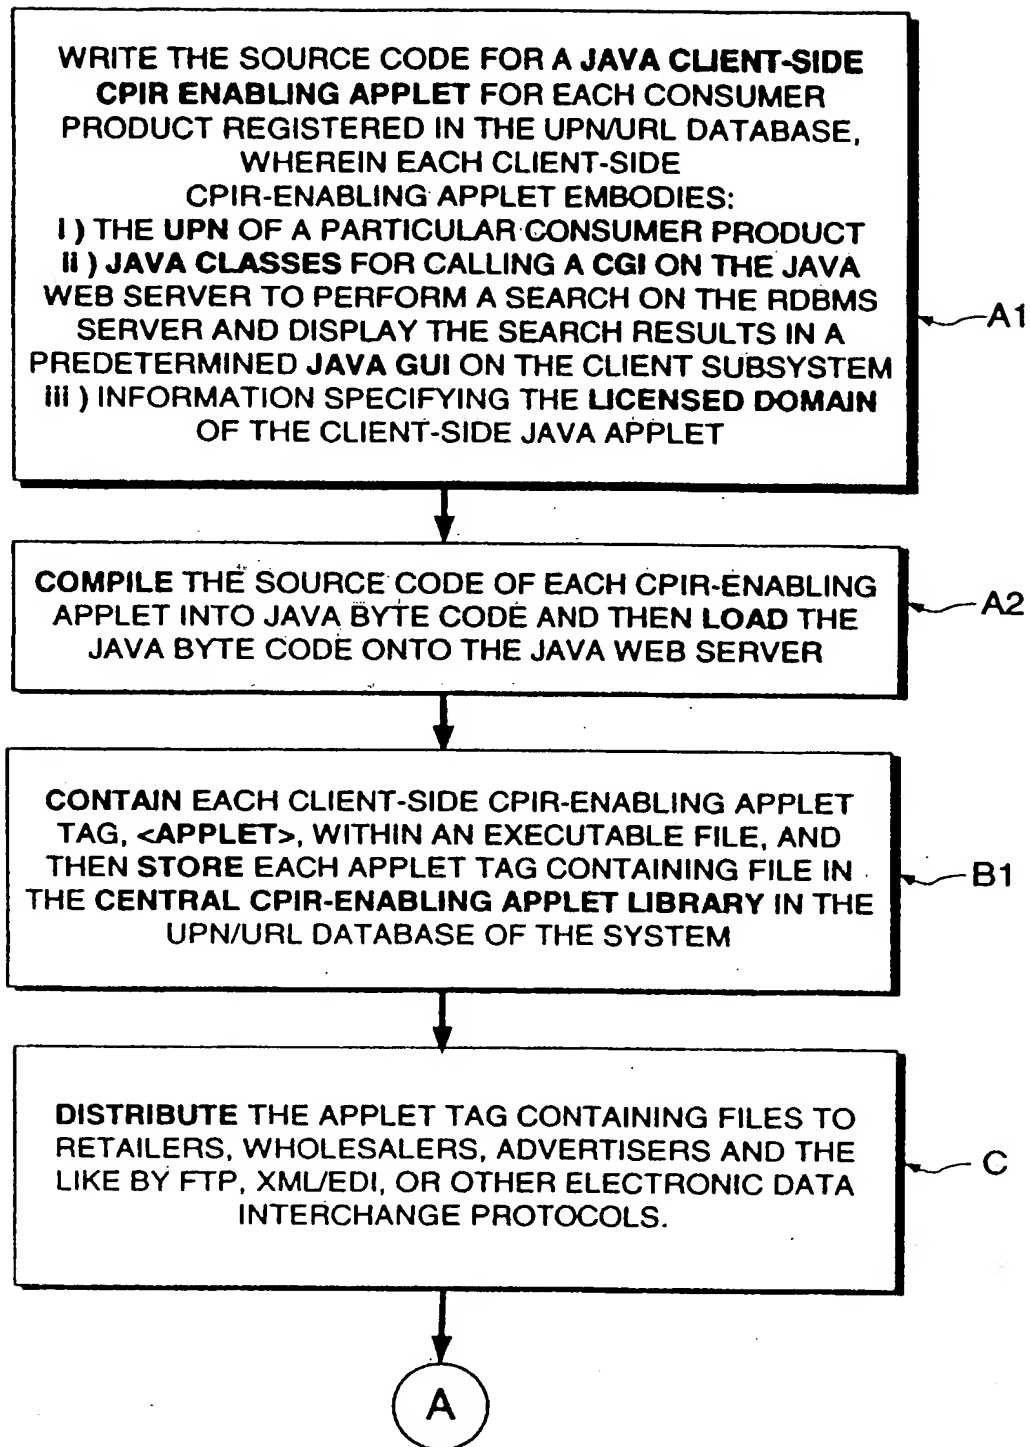 WRITE THE SOURCE CODE FOR A JAVA CLIENT-SIDE
CPIR ENABLING APPLET FOR EACH CONSUMER
PRODUCT REGISTERED IN THE UPN/URL DATABASE,
WHEREIN EACH CLIENT-SIDE
CPIR-ENABLING APPLET EMBODIES:
I ) THE UPN OF A PARTICULAR CONSUMER PRODUCT
II ) JAVA CLASSES FOR CALLING A CGI ON THE JAVA
WEB SERVER TO PERFORM A SEARCH ON THE RDBMS
SERVER AND DISPLAY THE SEARCH RESULTS IN A
PREDETERMINED JAVA GUI ON THE CLIENT SUBSYSTEM
III ) INFORMATION SPECIFYING THE LICENSED DOMAIN
OF THE CLIENT-SIDE JAVA APPLET
A1
COMPILE THE SOURCE CODE OF EACH CPIR-ENABLING
APPLET INTO JAVA BYTE CODE AND THEN LOAD THE
JAVA BYTE CODE ONTO THE JAVA WEB SERVER
A2
CONTAIN EACH CLIENT-SIDE CPIR-ENABLING APPLET
TAG, <APPLET>, WITHIN AN EXECUTABLE FILE, AND
THEN STORE EACH APPLET TAG CONTAINING FILE IN
THE CENTRAL CPIR-ENABLING APPLET LIBRARY IN THE
UPN/URL DATABASE OF THE SYSTEM
B1
DISTRIBUTE THE APPLET TAG CONTAINING FILES TO
RETAILERS, WHOLESALERS, ADVERTISERS AND THE
LIKE BY FTP, XML/EDI, OR OTHER ELECTRONIC DATA
INTERCHANGE PROTOCOLS.
C
A